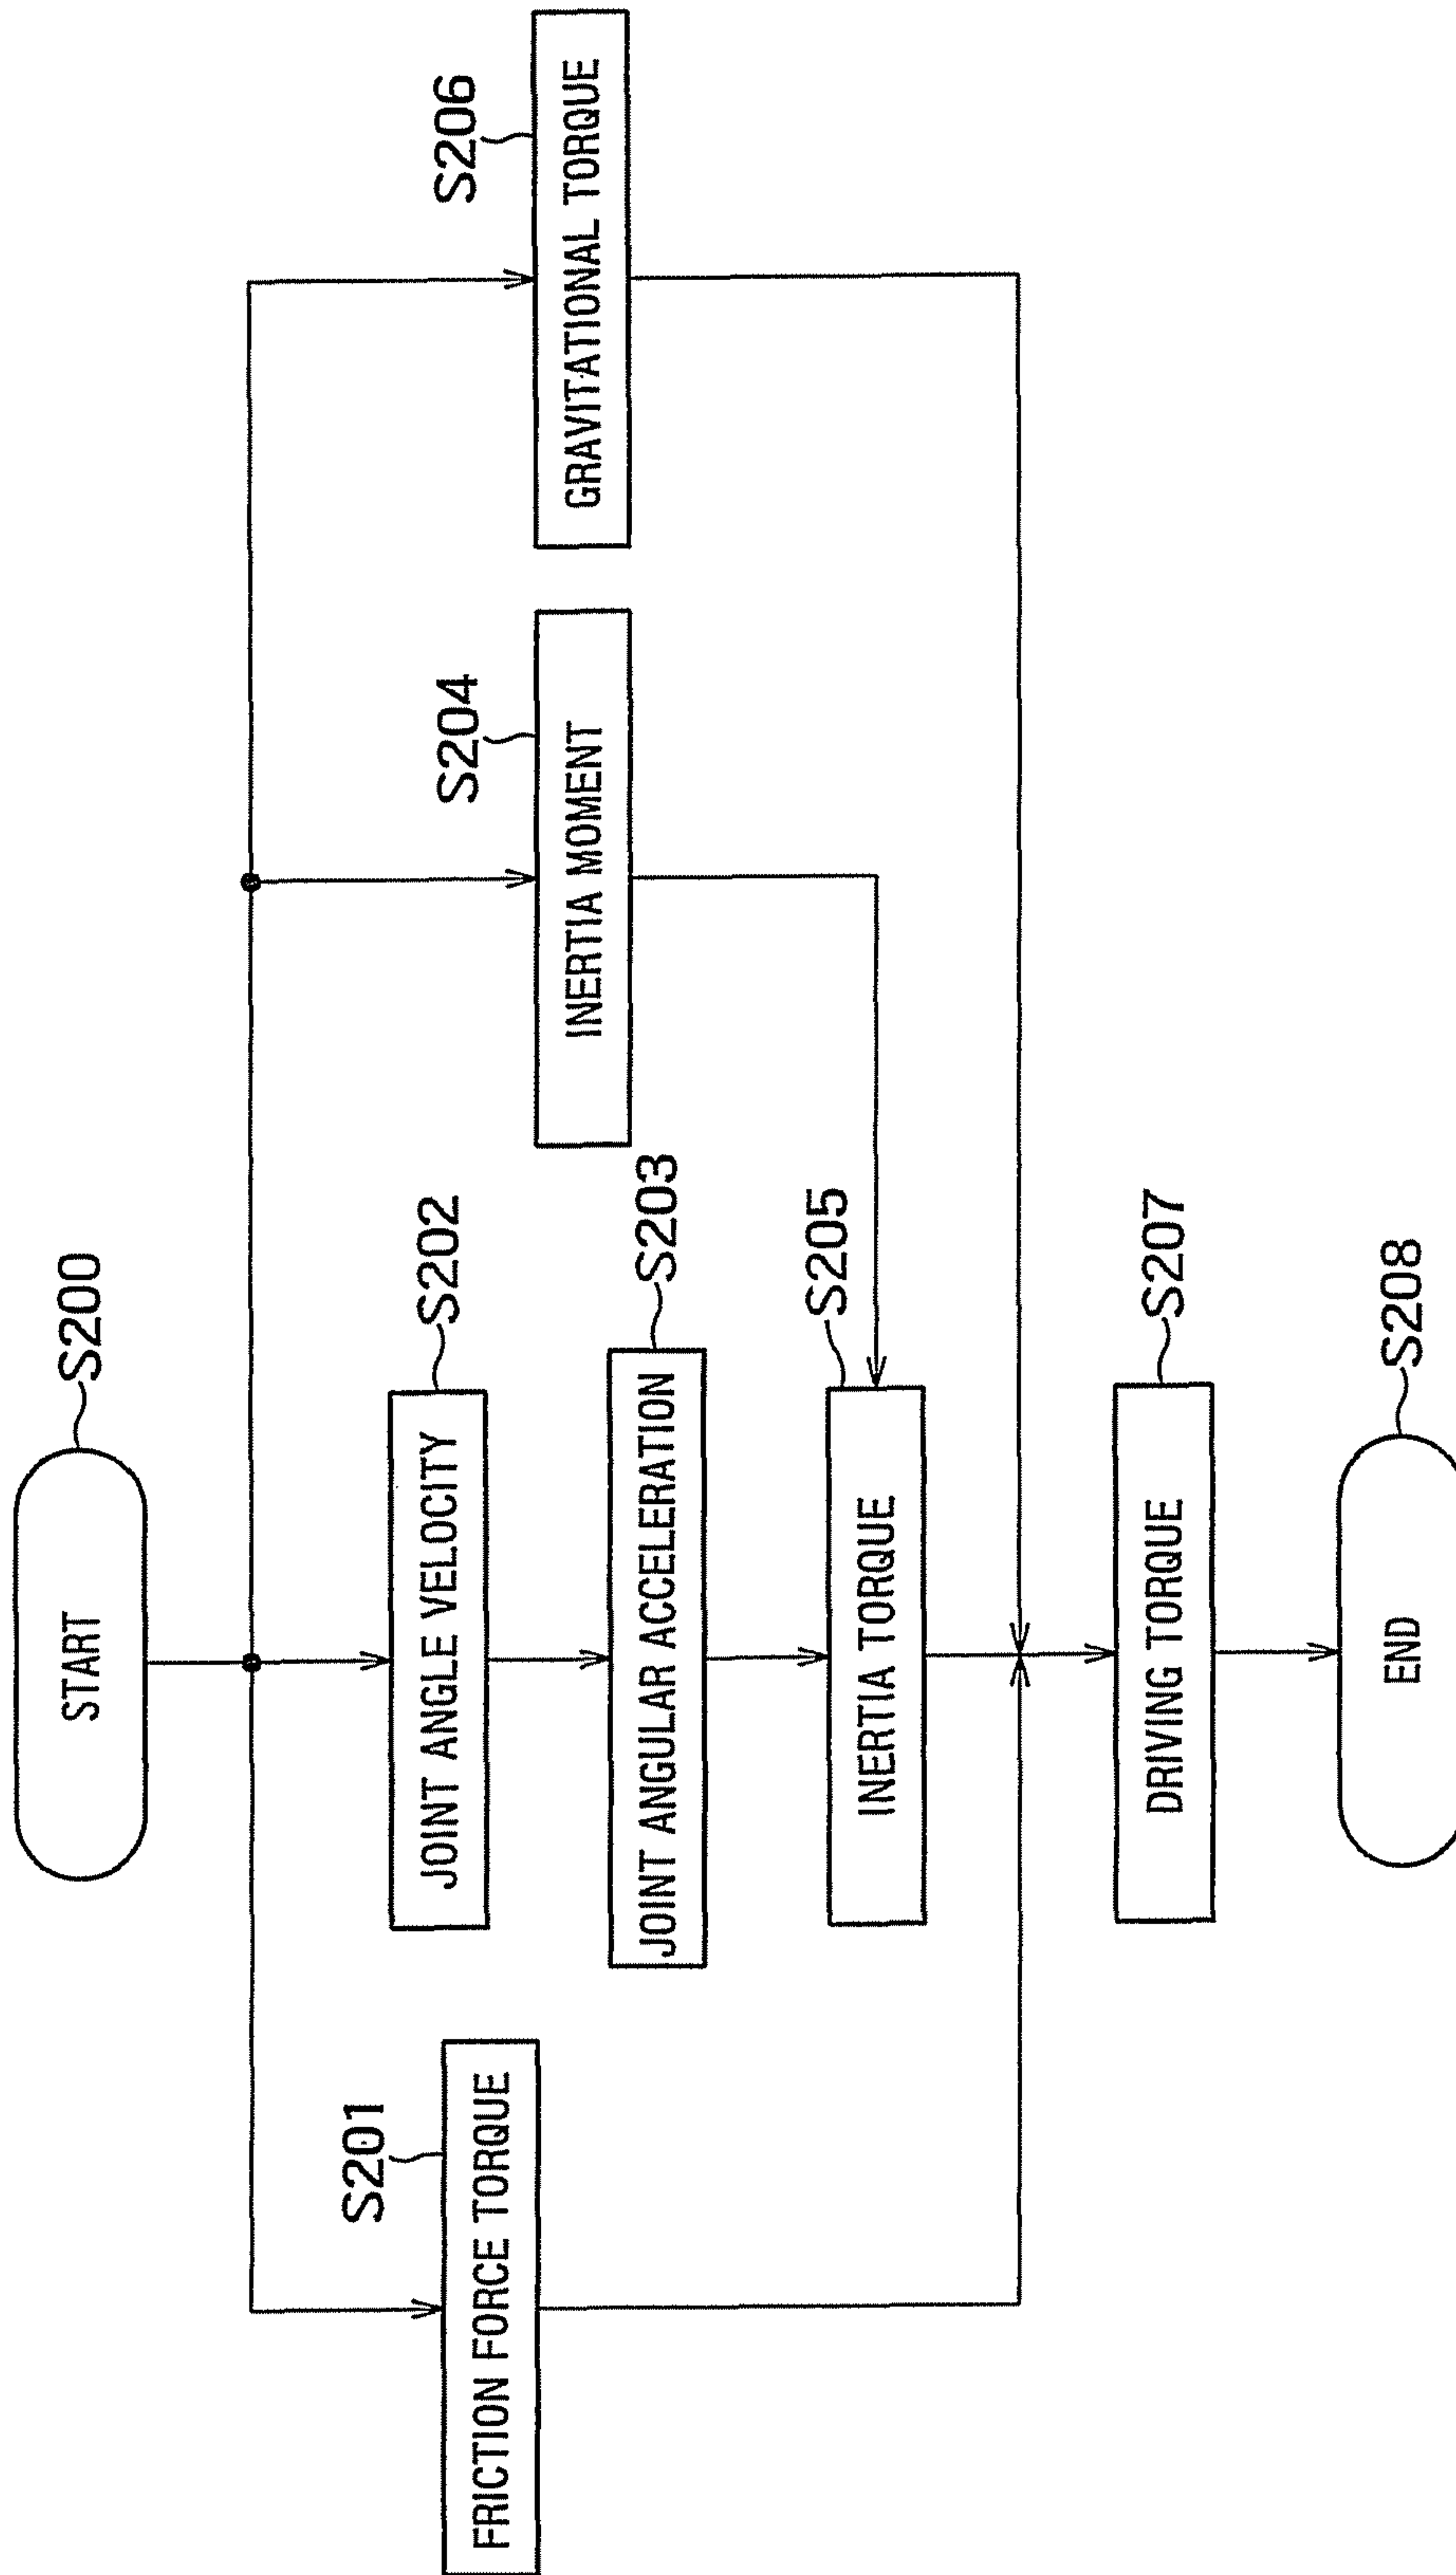 START
S200
FRICTION FORCE TORQUE
S201
JOINT ANGLE VELOCITY
S202
JOINT ANGULAR ACCELERATION
S203
INERTIA MOMENT
S204
INERTIA TORQUE
S205
GRAVITATIONAL TORQUE
S206
DRIVING TORQUE
S207
END
S208